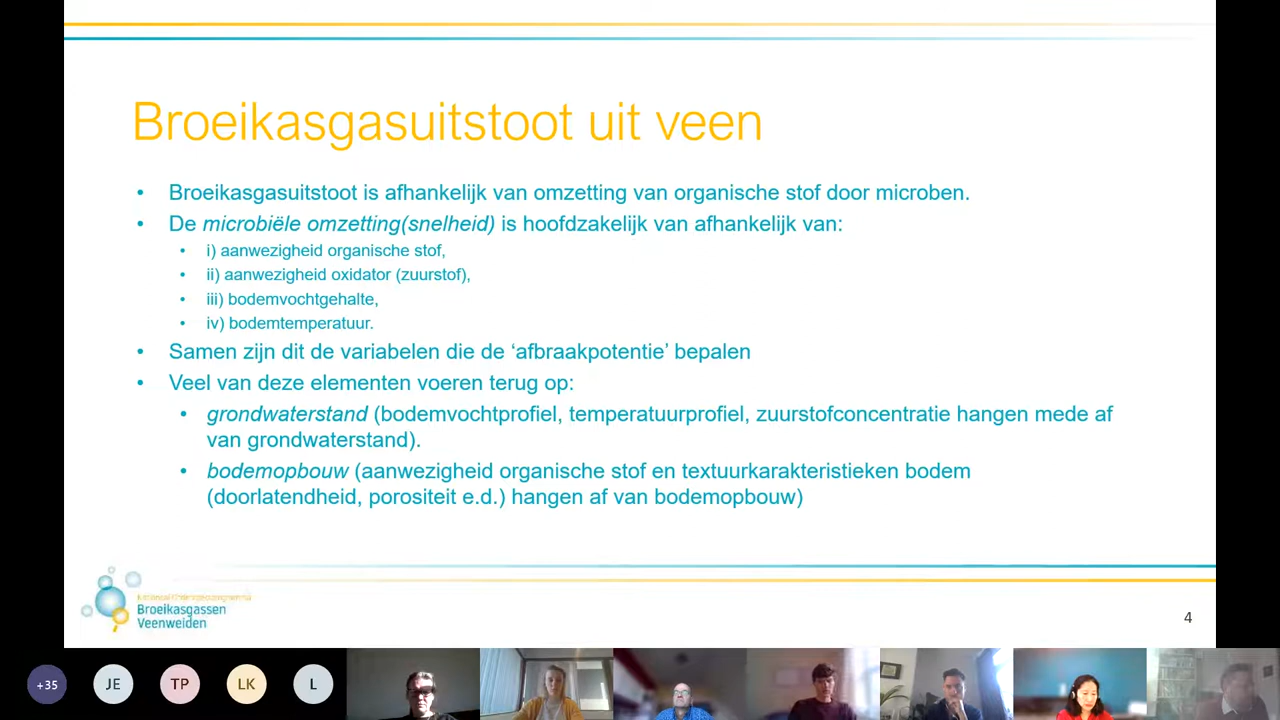 Broeikasgasuitstoot uit veen
• Broeikasgasuitstoot is afhankelijk van omzetting van organische stof door microben.
• De microbiële omzetting(snelheid) is hoofdzakelijk van afhankelijk van:
• i) aanwezigheid organische stof,
• ii) aanwezigheid oxidator (zuurstof),
• iii) bodemvochtgehalte,
• iv) bodemtemperatuur.
• Samen zijn dit de variabelen die de ‘afbraakpotentie’ bepalen
• Veel van deze elementen voeren terug op:
• grondwaterstand (bodemvochtprofiel, temperatuurprofiel, zuurstofconcentratie hangen mede af
van grondwaterstand).
• bodemopbouw (aanwezigheid organische stof en textuurkarakteristieken bodem
(doorlatendheid, porositeit e.d.) hangen af van bodemopbouw)
Broeikasgassen
Veenweiden
4
+35 JE TP LK L